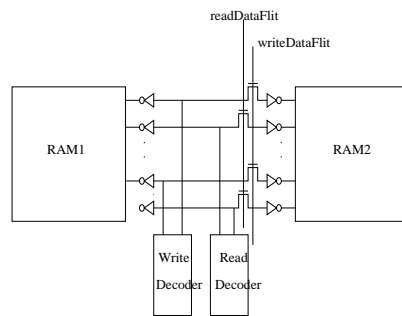 readDataFlit
writeDataFlit
RAM1
RAM2
Write
Decoder
Read
Decoder